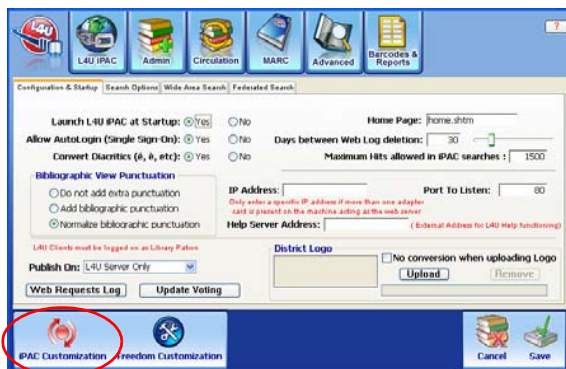 L4U
?
L4U iPAC Admin Circulation MARC Advanced Barcodes & Reports
Configuration & Startup Search Options Wide Area Search Federated Search
Launch L4U iPAC at Startup: Yes No Home Page: home.shtm
Allow AutoLogin (Single Sign-On): Yes No Days between Web Log deletion: 30
Convert Diacritics (é, è, etc): Yes No Maximum Hits allowed in iPAC searches : 1500
Bibliographic View Punctuation
Do not add extra punctuation
Add bibliographic punctuation
Normalize bibliographic punctuation
IP Address: Port To Listen: 80
Only enter a specific IP address if more than one adapter
card is present on the machine acting as the web server
Help Server Address: ( External Address for L4U Help functioning)
L4U Clients must be logged on as Library Patron
Publish On: L4U Server Only
Web Requests Log Update Voting
District Logo
No conversion when uploading Logo
Upload Remove
iPAC Customization Freedom Customization Cancel Save